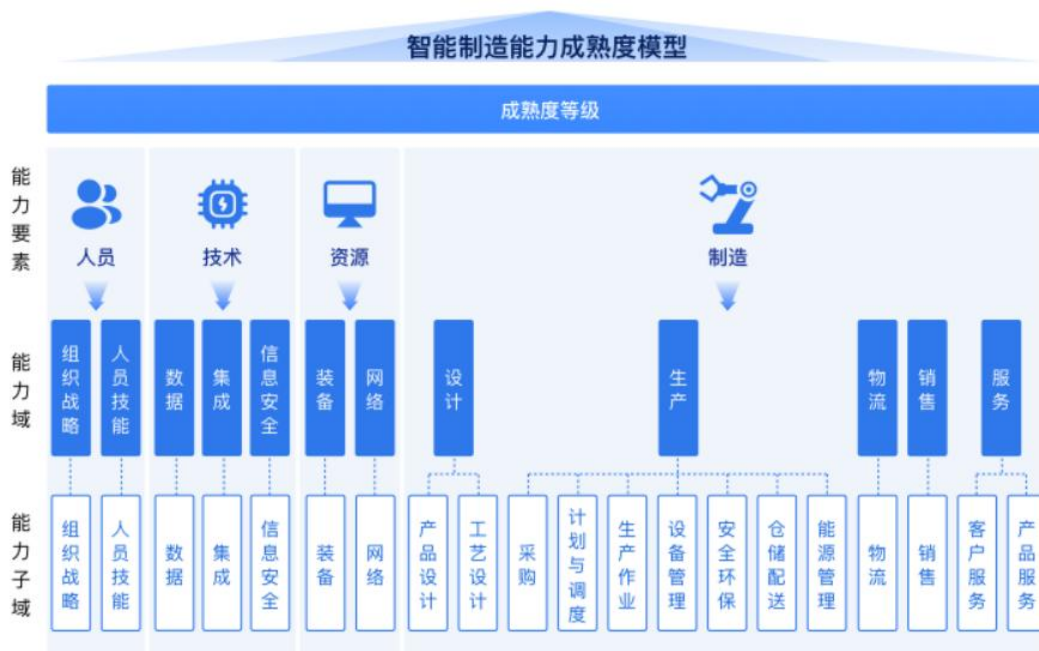 智能制造能力成熟度模型
成熟度等级
能力要素
人员
技术
资源
制造
能力域
组织战略
人员技能
数据
集成
信息安全
装备
网络
设计
生产
物流
销售
服务
能力子域
组织战略
人员技能
数据
集成
信息安全
装备
网络
产品设计
工艺设计
采购
计划与调度
生产作业
设备管理
安全环保
仓储配送
能源管理
物流
销售
客户服务
产品服务